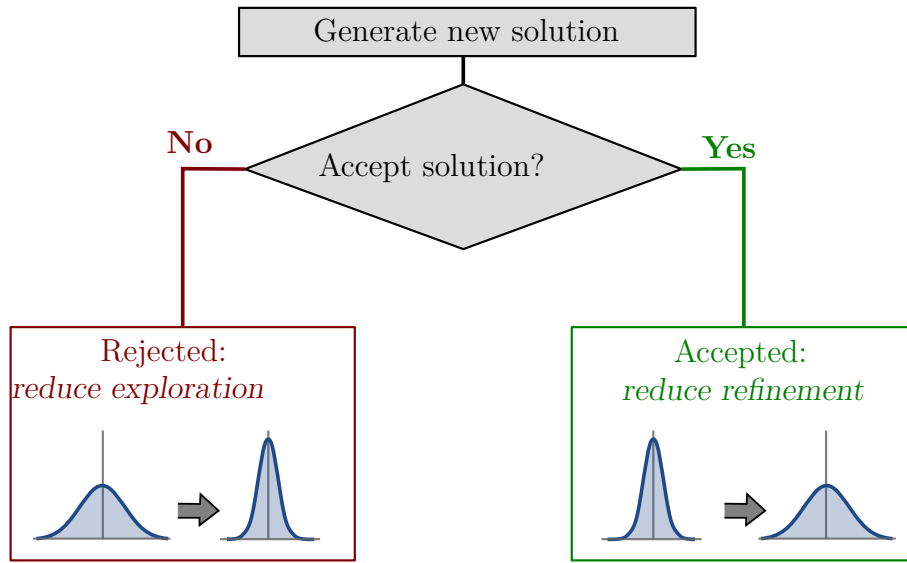 Generate new solution
Accept solution?
No
Yes
Rejected:
reduce exploration
Accepted:
reduce refinement